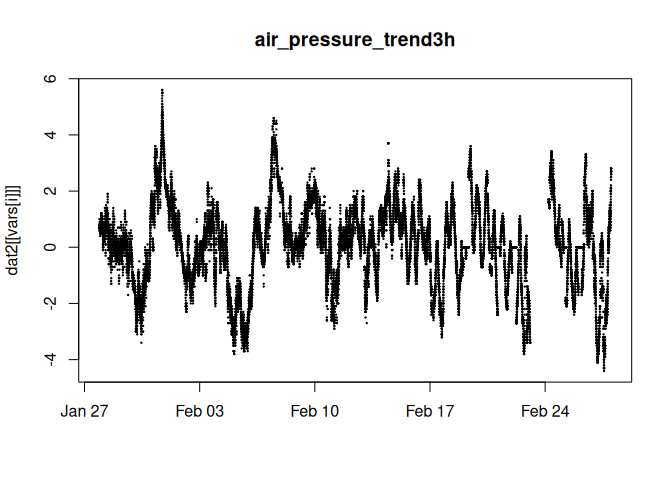 air_pressure_trend3h
dat2[[vars[i]]]
6
4
2
0
-2
-4
Jan 27
Feb 03
Feb 10
Feb 17
Feb 24